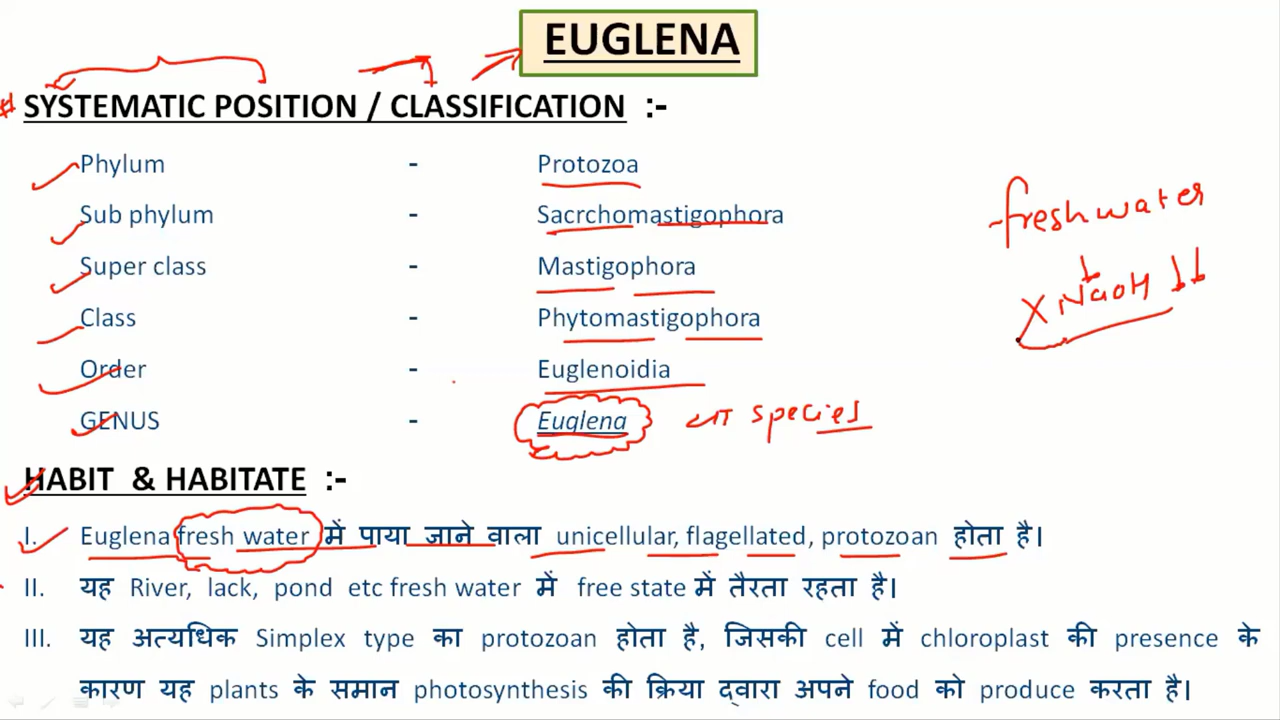 EUGLENA
SYSTEMATIC POSITION / CLASSIFICATION :-
Phylum - Protozoa
Sub phylum - Sacrchomastigophora
Super class - Mastigophora
Class - Phytomastigophora
Order - Euglenoidia
GENUS - Euglena species
freshwater
X NaOH ↓↓
HABIT & HABITATE :-
I. Euglena fresh water में पाया जाने वाला unicellular, flagellated, protozoan होता है।
II. यह River, lack, pond etc fresh water में free state में तैरता रहता है।
III. यह अत्यधिक Simplex type का protozoan होता है, जिसकी cell में chloroplast की presence के
कारण यह plants के समान photosynthesis की क्रिया द्वारा अपने food को produce करता है।